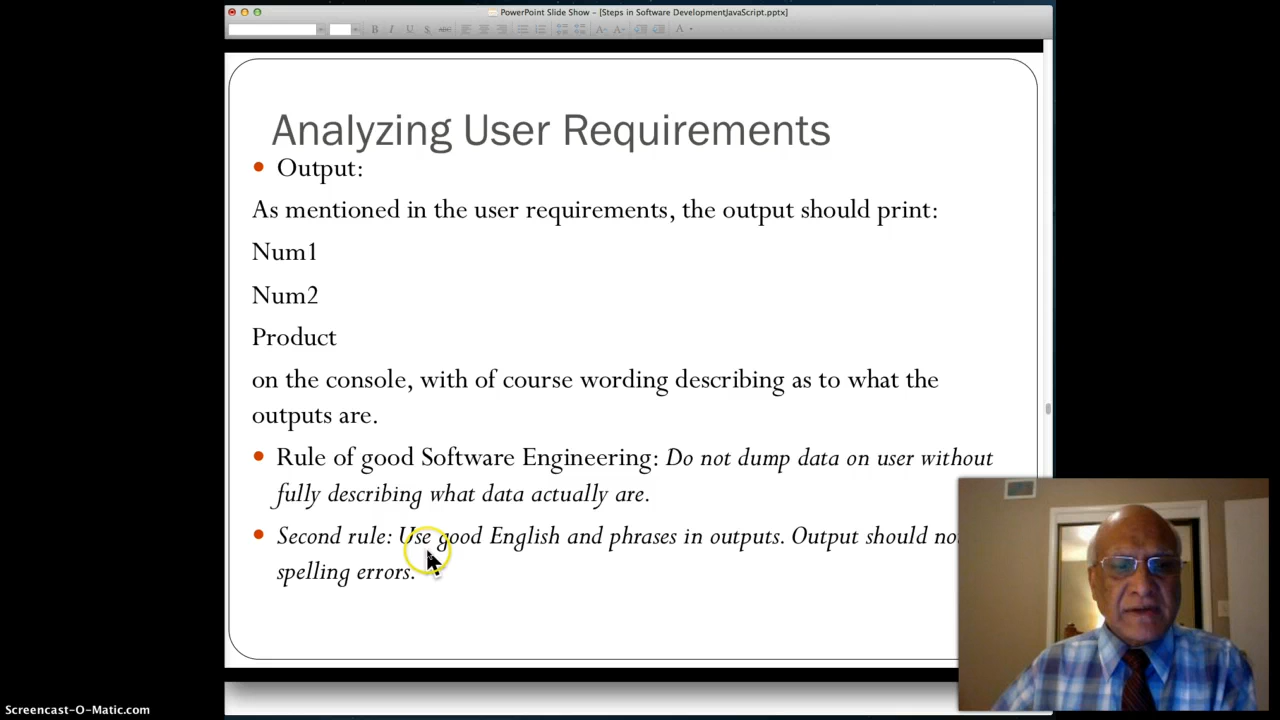 PowerPoint Slide Show – [Steps in Software DevelopmentJavaScript.pptx]
B I U S ABC A A A
Analyzing User Requirements
• Output:
As mentioned in the user requirements, the output should print:
Num1
Num2
Product
on the console, with of course wording describing as to what the
outputs are.
• Rule of good Software Engineering: Do not dump data on user without
fully describing what data actually are.
• Second rule: Use good English and phrases in outputs. Output should
spelling errors.
Screencast-O-Matic.com